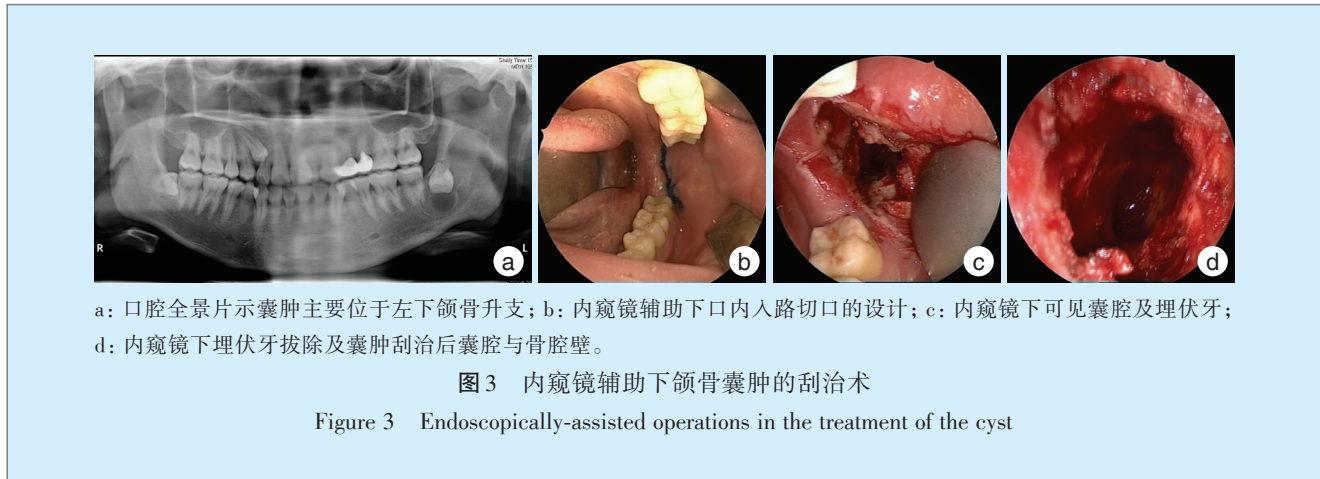 Study Time 15
R
L
a
b
c
d
a：口腔全景片示囊肿主要位于左下颌骨升支；b：内窥镜辅助下口内入路切口的设计；c：内窥镜下可见囊腔及埋伏牙；
d：内窥镜下埋伏牙拔除及囊肿刮治后囊腔与骨腔壁。
图3 内窥镜辅助下颌骨囊肿的刮治术
Figure 3 Endoscopically-assisted operations in the treatment of the cyst